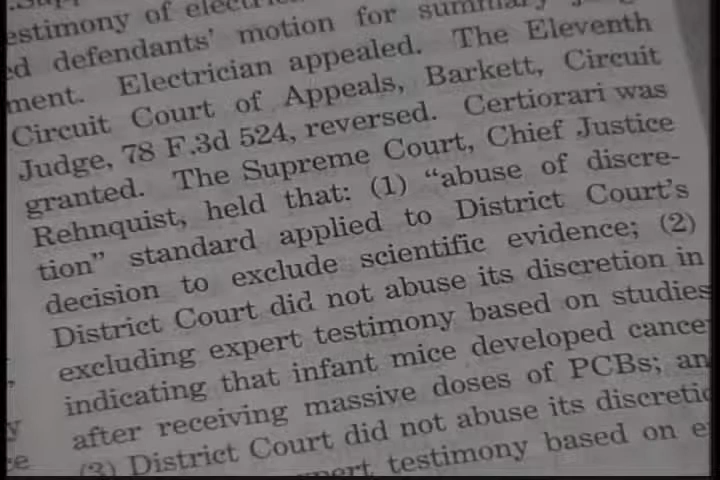 estimony of
defendants' motion for
ment. Electrician appealed. The Eleventh
Circuit Court of Appeals, Barkett, Circuit
Judge, 78 F.3d 524, reversed. Certiorari was
granted. The Supreme Court, Chief Justice
Rehnquist, held that: (1) “abuse of discre-
tion” standard applied to District Court's
decision to exclude scientific evidence; (2)
District Court did not abuse its discretion in
excluding expert testimony based on studies
indicating that infant mice developed cance
after receiving massive doses of PCBs; an
(3) District Court did not abuse its discretio
testimony based on e